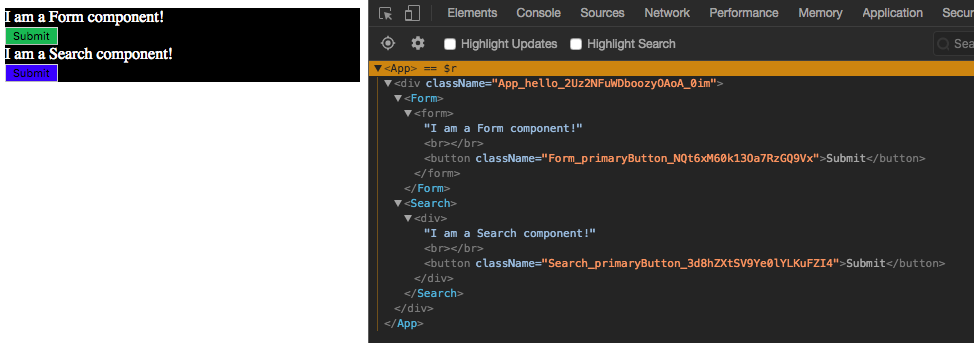 I am a Form component!
Submit
I am a Search component!
Submit
Elements Console Sources Network Performance Memory Application Secur
Highlight Updates Highlight Search Sea
<App> == $r
<div className="App_hello_2Uz2NFuWDboozyOAoA_0im">
<Form>
<form>
"I am a Form component!"
<br></br>
<button className="Form_primaryButton_NQt6xM60k13Oa7RzGQ9Vx">Submit</button>
</form>
</Form>
<Search>
<div>
"I am a Search component!"
<br></br>
<button className="Search_primaryButton_3d8hZXtSV9Ye0lYLKuFZI4">Submit</button>
</div>
</Search>
</div>
</App>